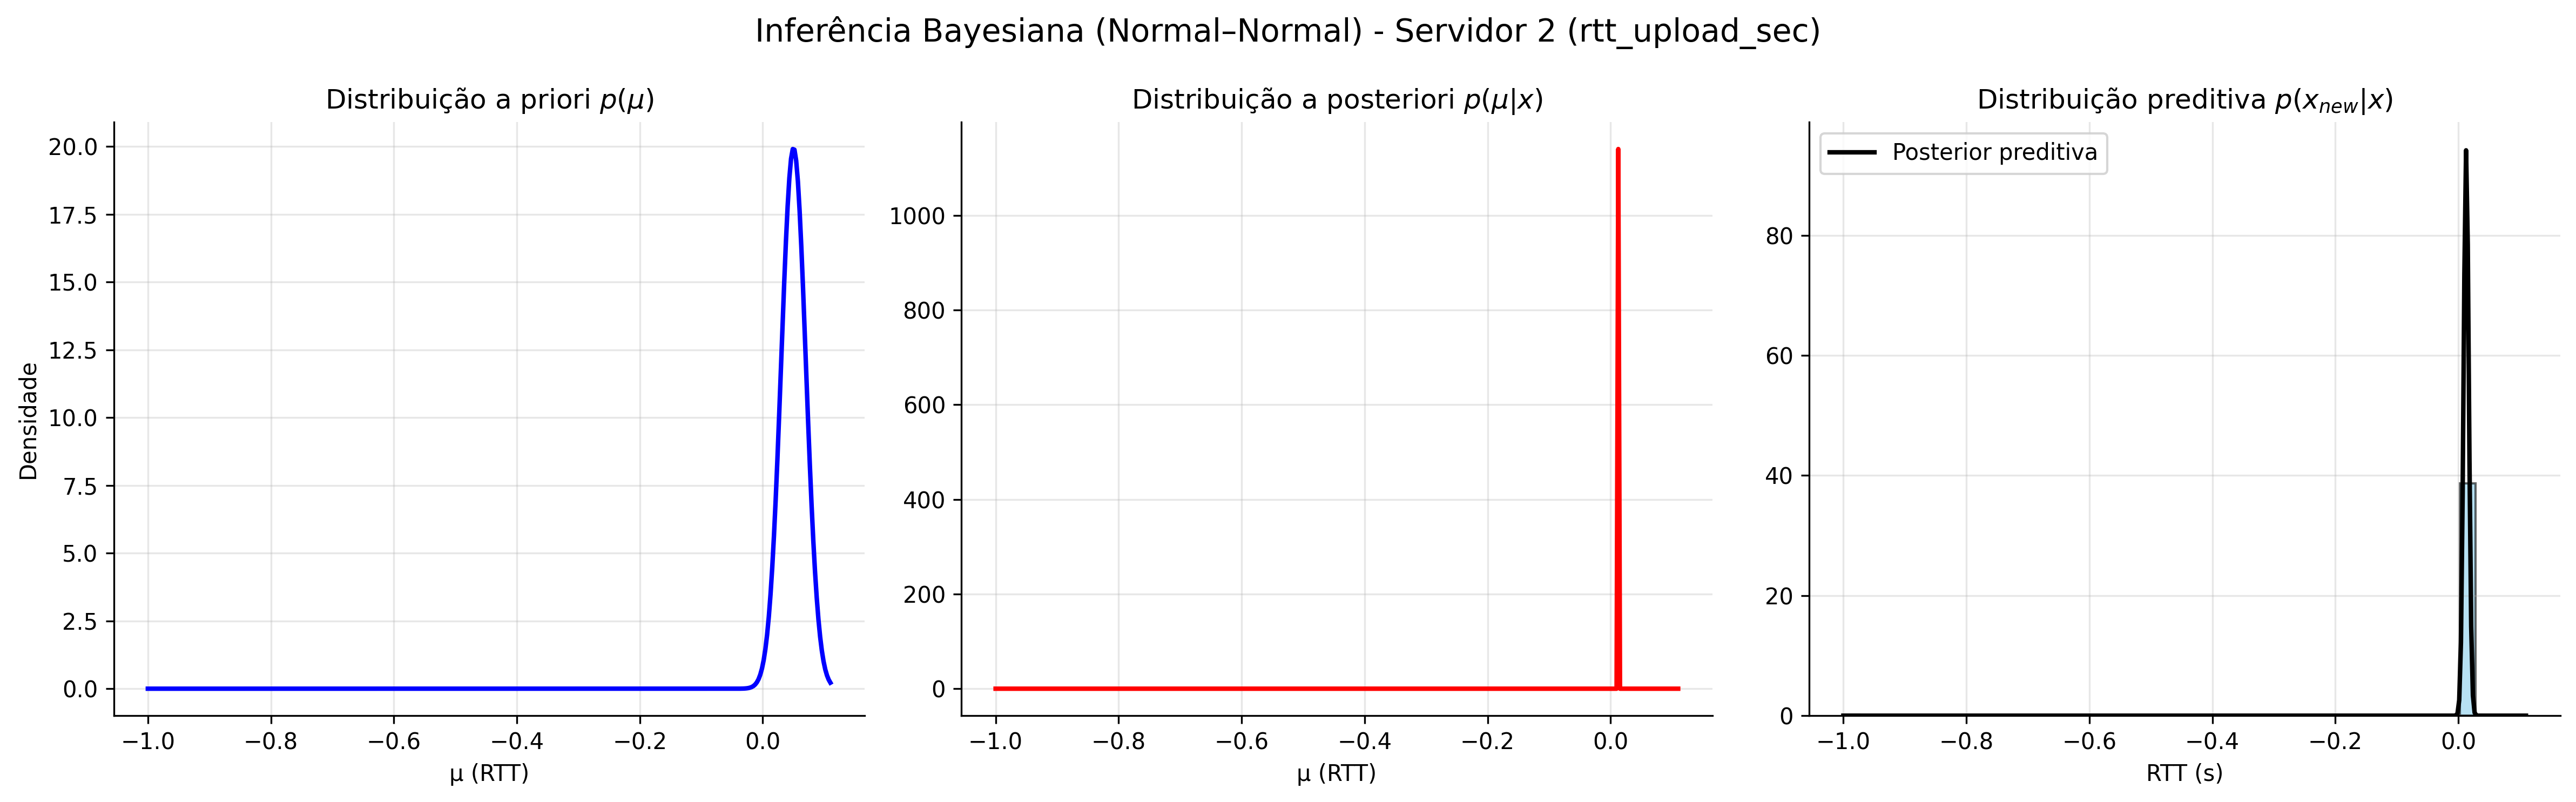 Inferência Bayesiana (Normal–Normal) - Servidor 2 (rtt_upload_sec)
Distribuição a priori p(μ)
Densidade
20.0
17.5
15.0
12.5
10.0
7.5
5.0
2.5
0.0
−1.0 −0.8 −0.6 −0.4 −0.2 0.0
μ (RTT)
Distribuição a posteriori p(μ|x)
1000
800
600
400
200
0
−1.0 −0.8 −0.6 −0.4 −0.2 0.0
μ (RTT)
Distribuição preditiva p(x_new|x)
Posterior preditiva
80
60
40
20
0
−1.0 −0.8 −0.6 −0.4 −0.2 0.0
RTT (s)